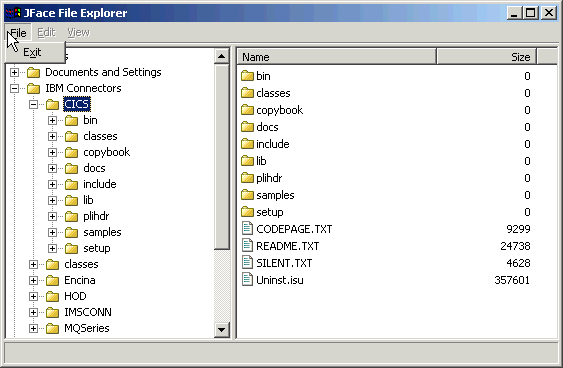 JFace File Explorer
File Edit View
Exit
Documents and Settings
IBM Connectors
CICS
bin
classes
copybook
docs
include
lib
plihdr
samples
setup
classes
Encina
HOD
IMSCONN
MQSeries
Name Size
bin 0
classes 0
copybook 0
docs 0
include 0
lib 0
plihdr 0
samples 0
setup 0
CODEPAGE.TXT 9299
README.TXT 24738
SILENT.TXT 4628
Uninst.isu 357601